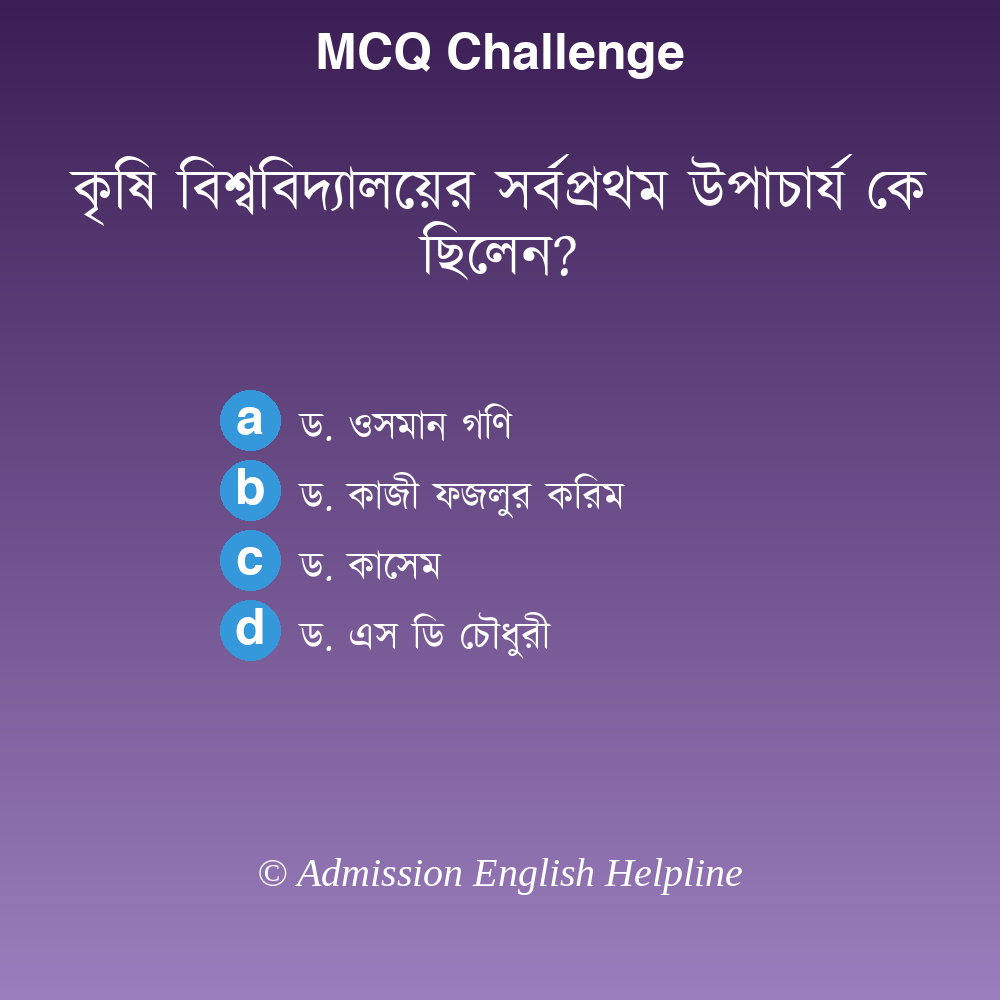 MCQ Challenge
কৃষি বিশ্ববিদ্যালয়ের সর্বপ্রথম উপাচার্য কে
ছিলেন?
a ড. ওসমান গণি
b ড. কাজী ফজলুর করিম
c ড. কাসেম
d ড. এস ডি চৌধুরী
© Admission English Helpline